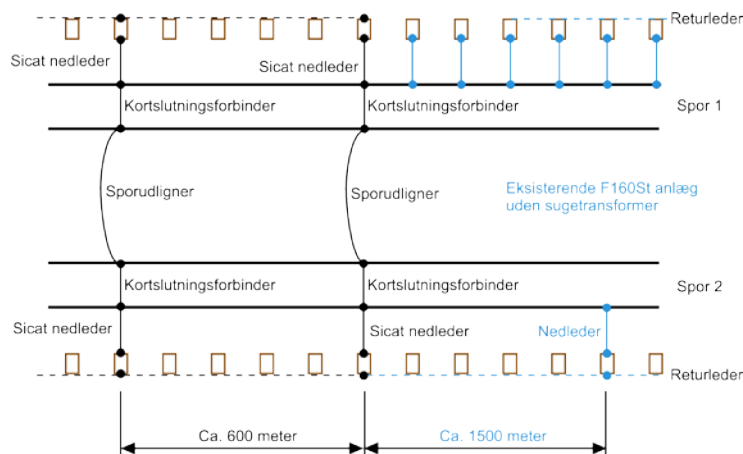 Returleder
Sicat nedleder
Sicat nedleder
Kortslutningsforbinder
Kortslutningsforbinder
Spor 1
Sporudligner
Sporudligner
Eksisterende F160St anlæg
uden sugetransformer
Kortslutningsforbinder
Kortslutningsforbinder
Spor 2
Sicat nedleder
Sicat nedleder
Nedleder
Returleder
Ca. 600 meter
Ca. 1500 meter